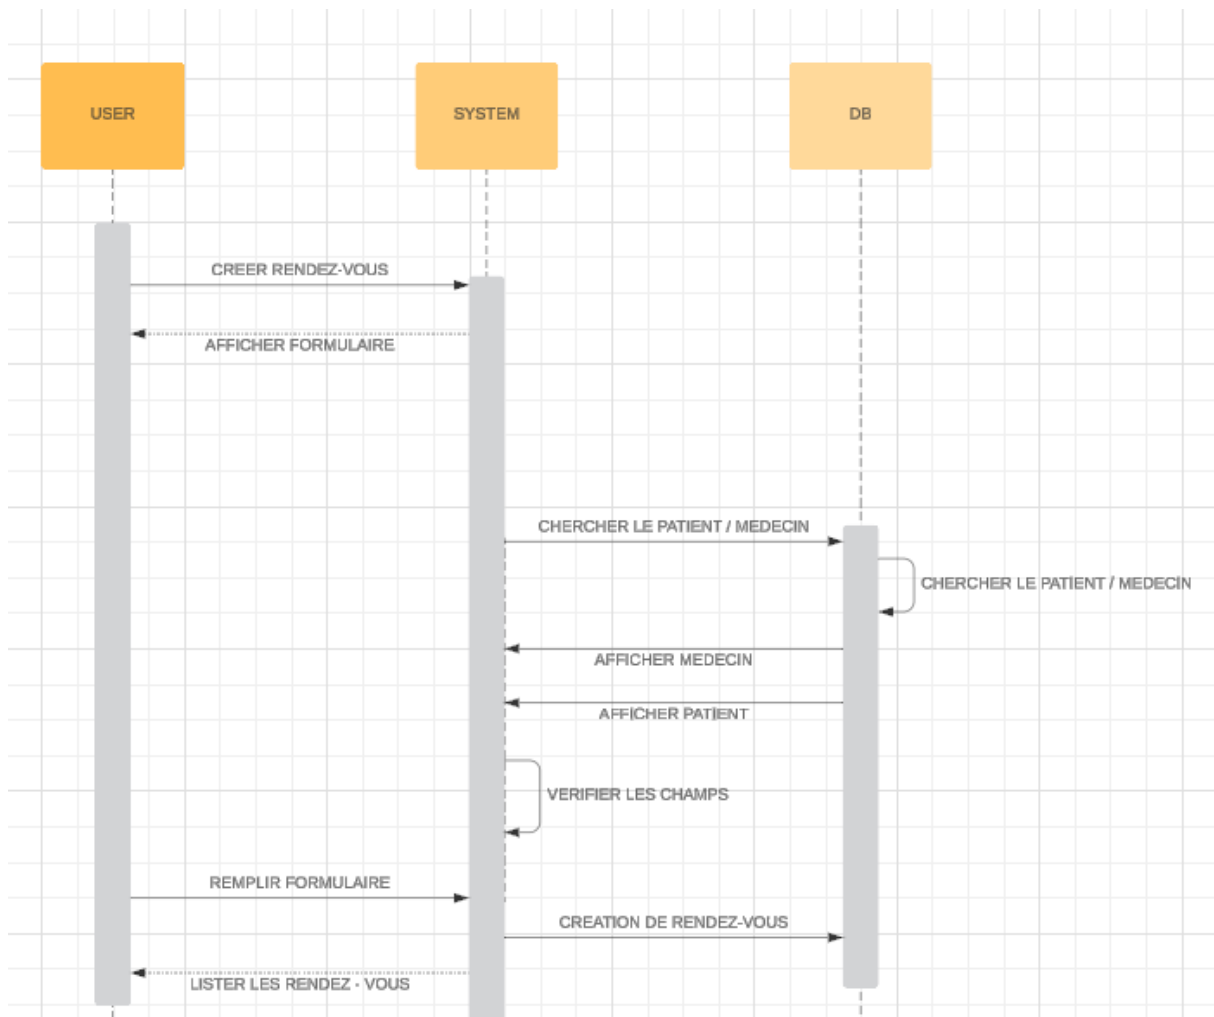 USER
SYSTEM
DB
CREER RENDEZ-VOUS
AFFICHER FORMULAIRE
CHERCHER LE PATIENT / MEDECIN
CHERCHER LE PATIENT / MEDECIN
AFFICHER MEDECIN
AFFICHER PATIENT
VERIFIER LES CHAMPS
REMPLIR FORMULAIRE
CREATION DE RENDEZ-VOUS
LISTER LES RENDEZ - VOUS